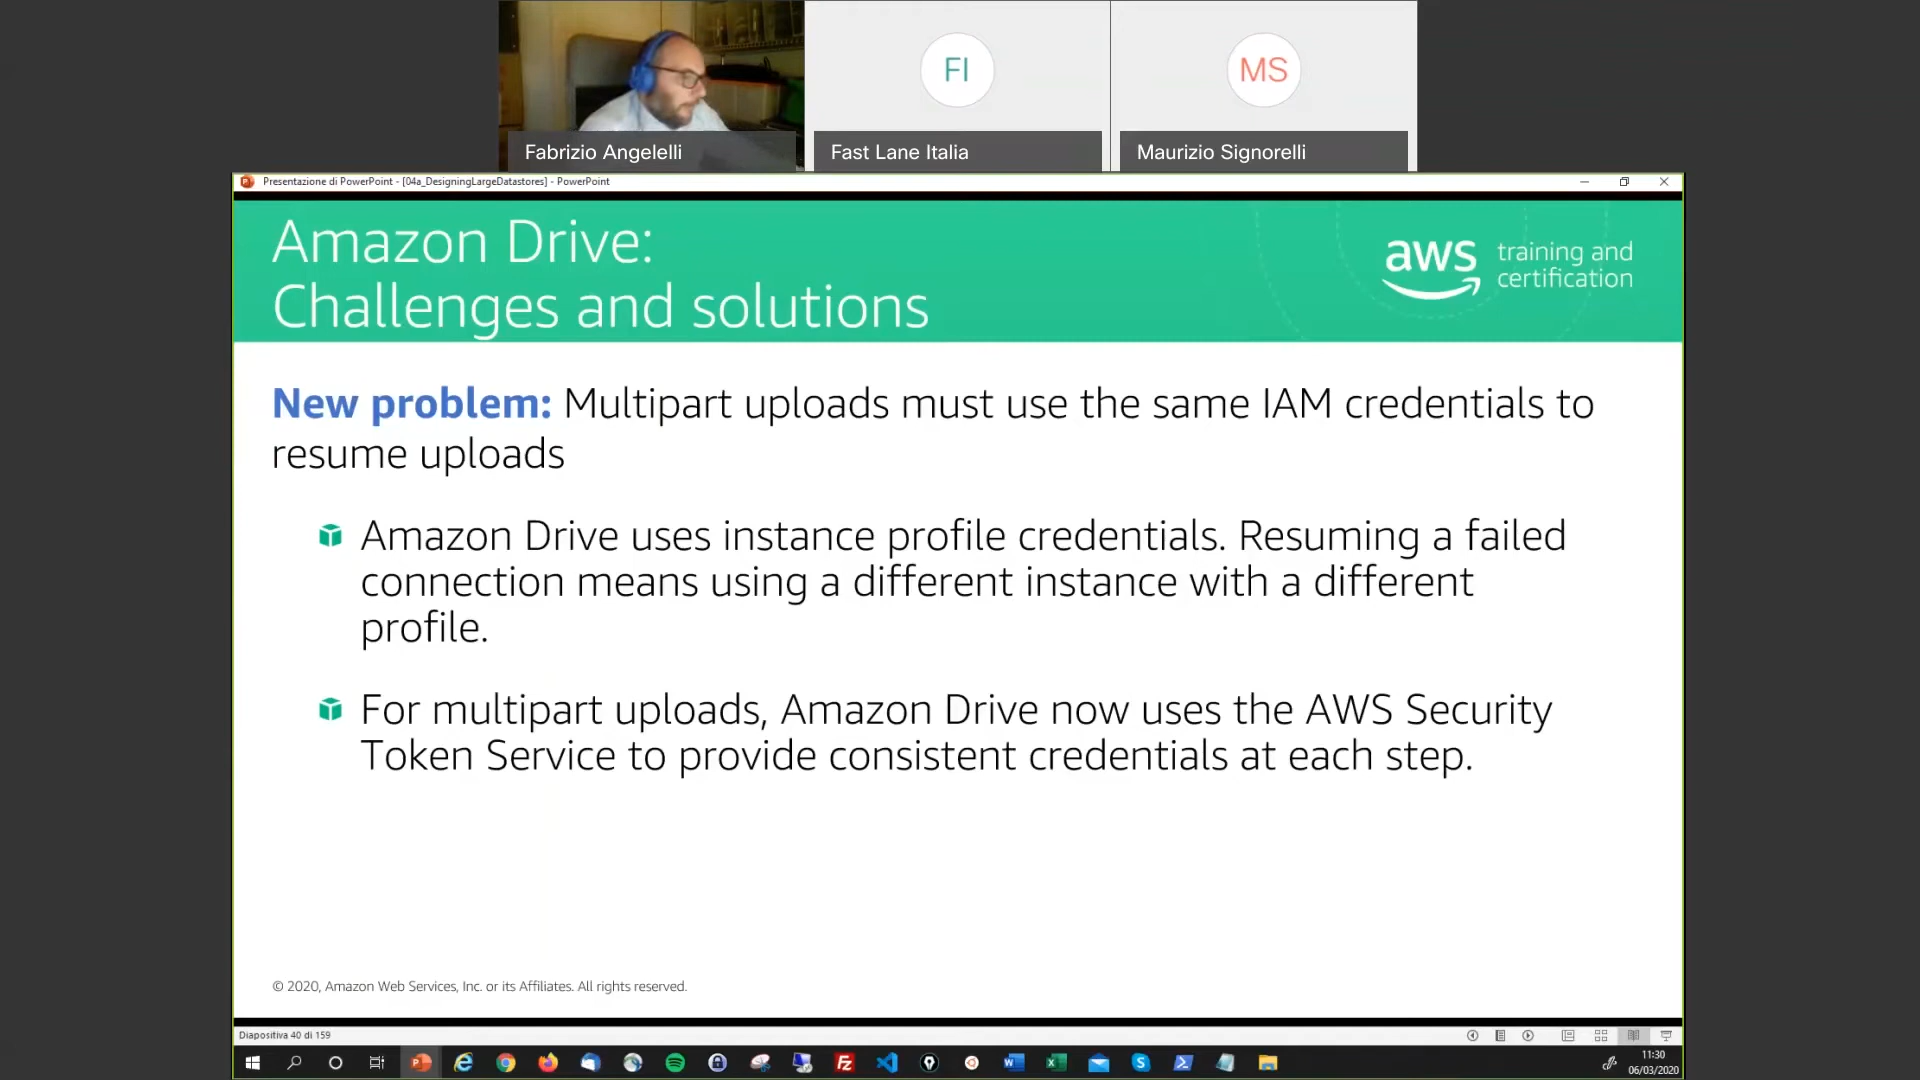 FI
MS
Fabrizio Angelelli
Fast Lane Italia
Maurizio Signorelli
Presentazione di PowerPoint - [04a_DesigningLargeDatastores] - PowerPoint
Amazon Drive:
Challenges and solutions
aws training and
certification
New problem: Multipart uploads must use the same IAM credentials to
resume uploads
Amazon Drive uses instance profile credentials. Resuming a failed
connection means using a different instance with a different
profile.
For multipart uploads, Amazon Drive now uses the AWS Security
Token Service to provide consistent credentials at each step.
© 2020, Amazon Web Services, Inc. or its Affiliates. All rights reserved.
Diapositiva 40 di 159
11:30
06/03/2020